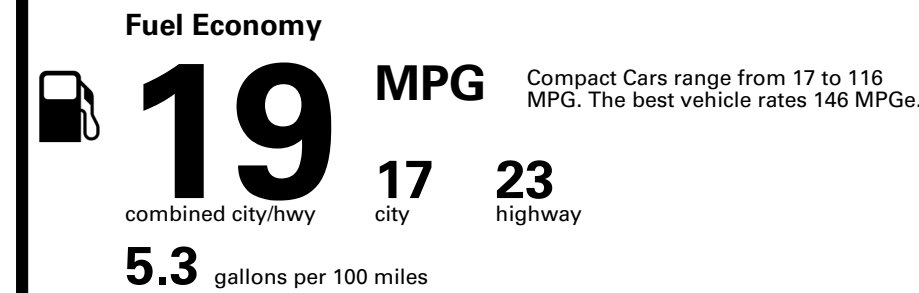 Fuel Economy
19 MPG
Compact Cars range from 17 to 116
MPG. The best vehicle rates 146 MPGe.
17 23
combined city/hwy city highway
5.3 gallons per 100 miles